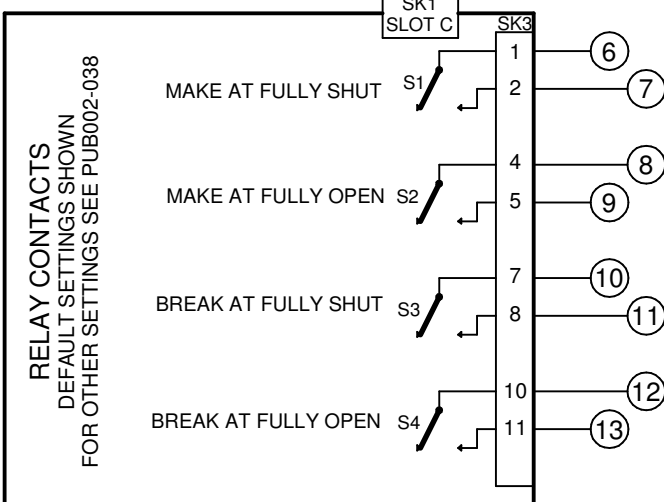 SK1
SLOT C
SK3
RELAY CONTACTS
DEFAULT SETTINGS SHOWN
FOR OTHER SETTINGS SEE PUB002-038
MAKE AT FULLY SHUT S1
1 6
2 7
MAKE AT FULLY OPEN S2
4 8
5 9
BREAK AT FULLY SHUT S3
7 10
8 11
BREAK AT FULLY OPEN S4
10 12
11 13